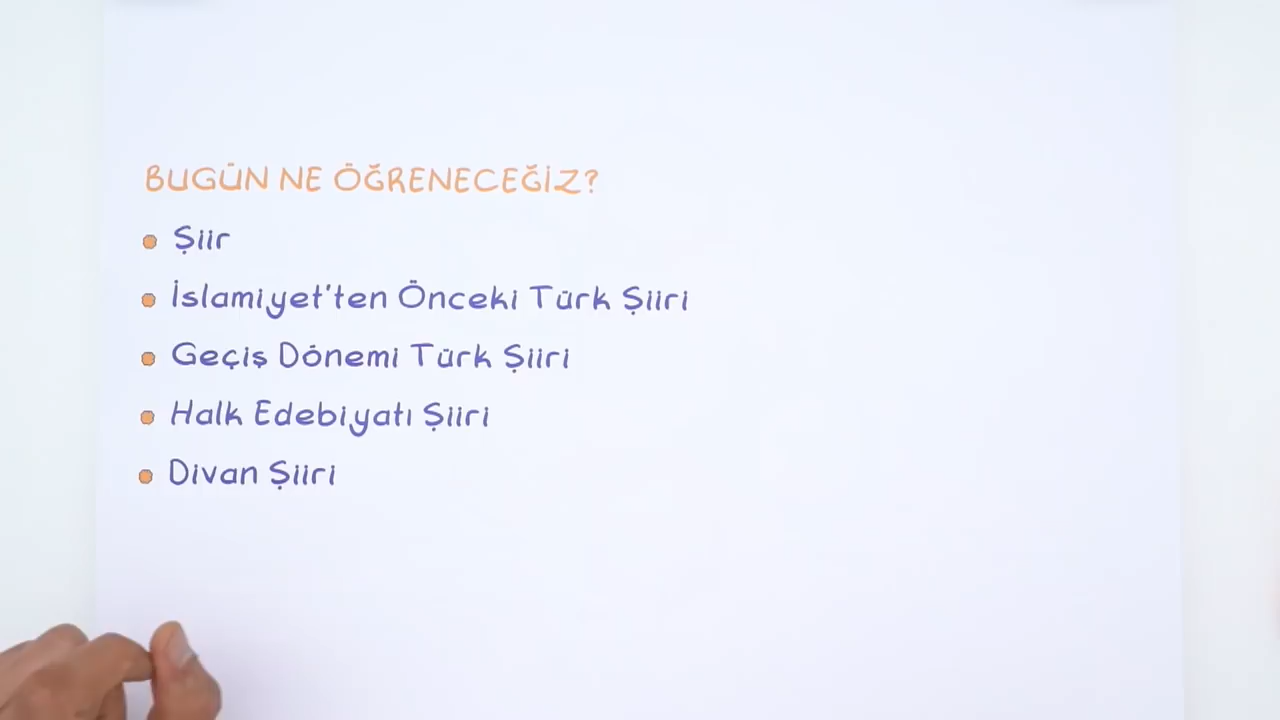 BUGÜN NE ÖĞRENECEĞİZ?
Şiir
İslamiyet'ten Önceki Türk Şiiri
Geçiş Dönemi Türk Şiiri
Halk Edebiyatı Şiiri
Divan Şiiri